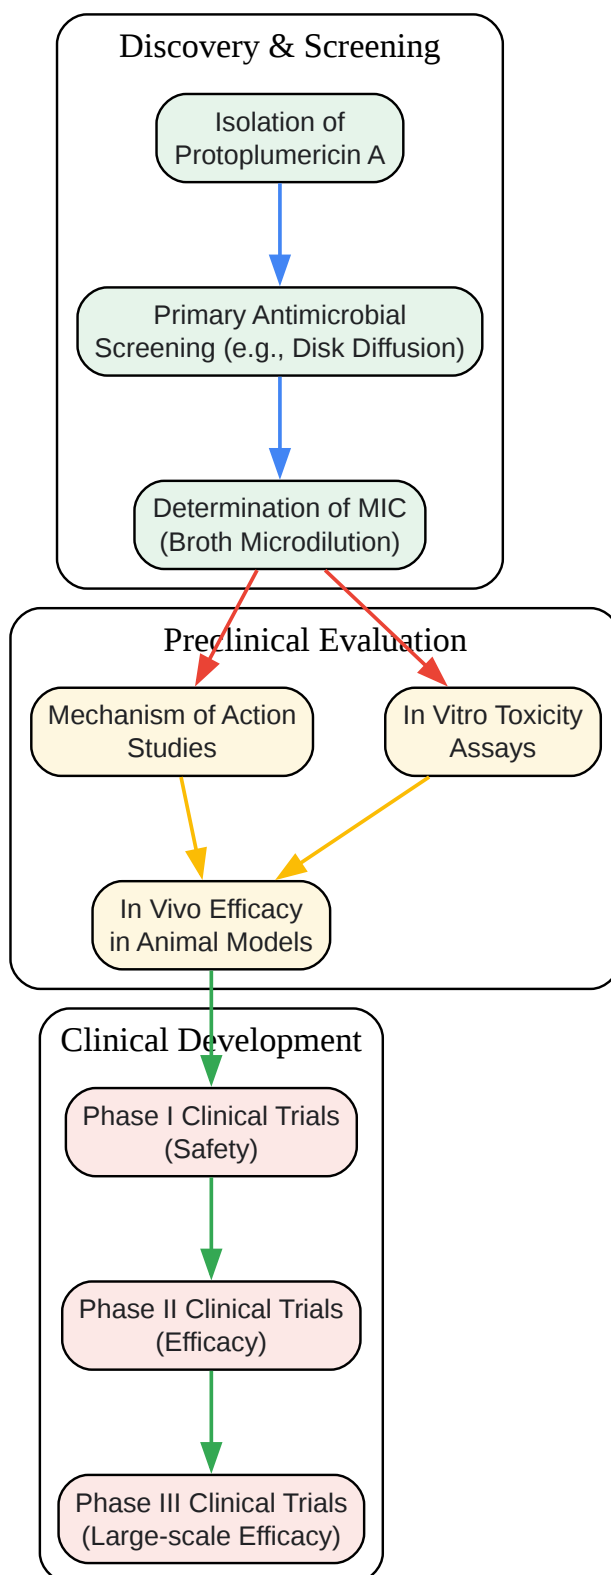 Discovery & Screening
Isolation of
Protoplumericin A
Primary Antimicrobial
Screening (e.g., Disk Diffusion)
Determination of MIC
(Broth Microdilution)
Preclinical Evaluation
Mechanism of Action
Studies
In Vitro Toxicity
Assays
In Vivo Efficacy
in Animal Models
Clinical Development
Phase I Clinical Trials
(Safety)
Phase II Clinical Trials
(Efficacy)
Phase III Clinical Trials
(Large-scale Efficacy)